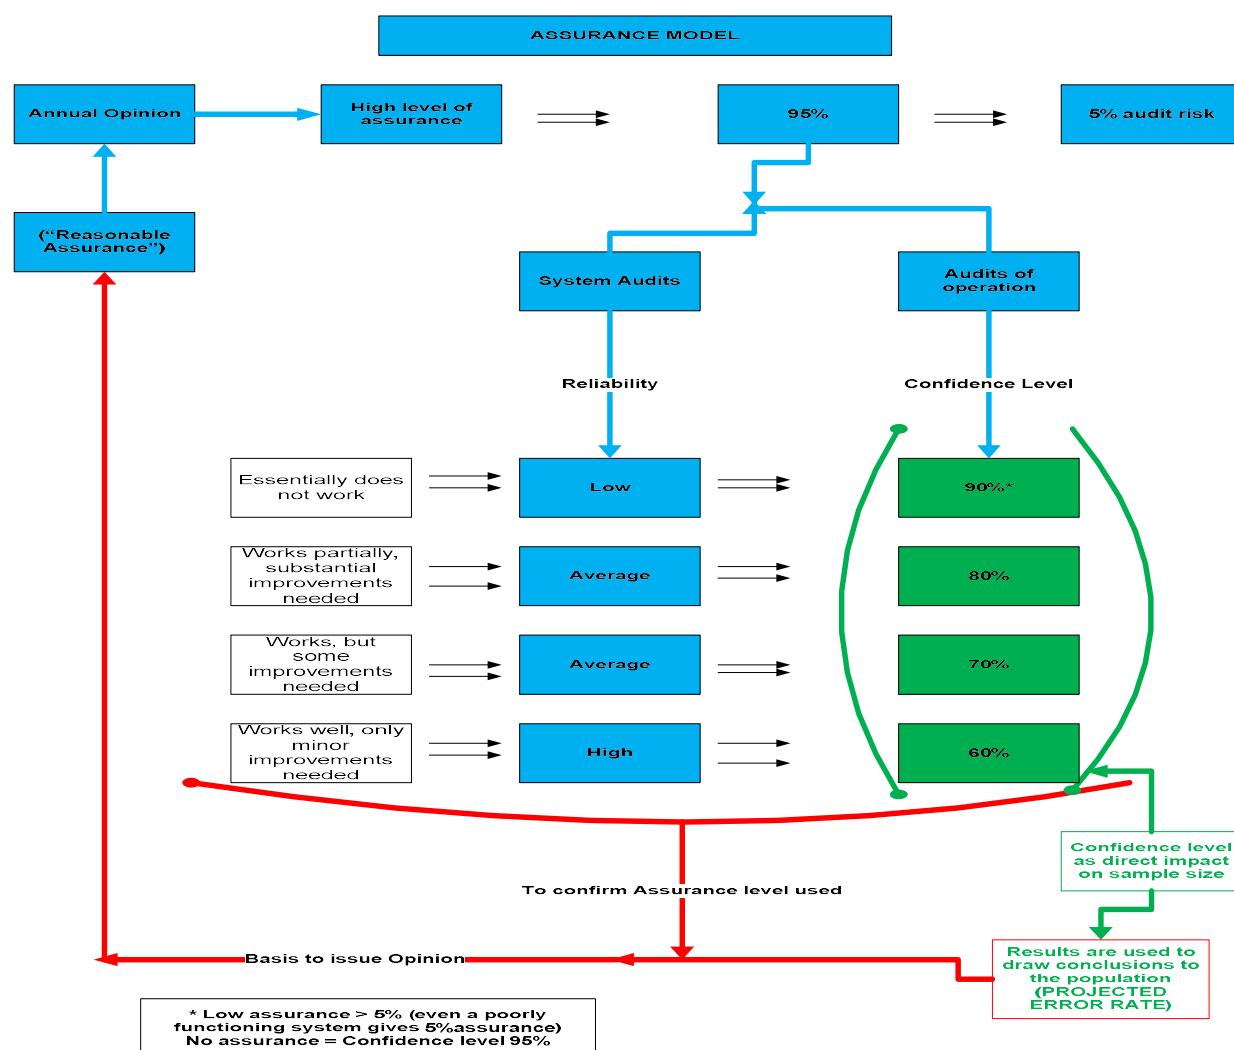 ASSURANCE MODEL
Annual Opinion
High level of
assurance
95%
5% audit risk
(“Reasonable
Assurance”)
System Audits
Audits of
operation
Reliability
Confidence Level
Essentially does
not work
Low
90%*
Works partially,
substantial
improvements
needed
Average
80%
Works, but
some
improvements
needed
Average
70%
Works well, only
minor
improvements
needed
High
60%
Confidence level
as direct impact
on sample size
To confirm Assurance level used
Results are used to
draw conclusions to
the population
(PROJECTED
ERROR RATE)
Basis to issue Opinion
* Low assurance > 5% (even a poorly
functioning system gives 5%assurance)
No assurance = Confidence level 95%